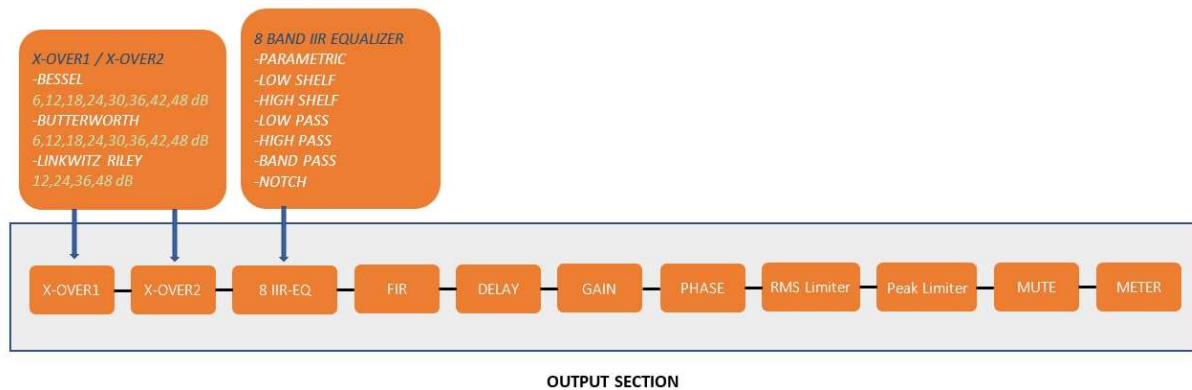 X-OVER1 / X-OVER2
-BESSEL
6,12,18,24,30,36,42,48 dB
-BUTTERWORTH
6,12,18,24,30,36,42,48 dB
-LINKWITZ RILEY
12,24,36,48 dB
8 BAND IIR EQUALIZER
-PARAMETRIC
-LOW SHELF
-HIGH SHELF
-LOW PASS
-HIGH PASS
-BAND PASS
-NOTCH
X-OVER1
X-OVER2
8 IIR-EQ
FIR
DELAY
GAIN
PHASE
RMS Limiter
Peak Limiter
MUTE
METER
OUTPUT SECTION